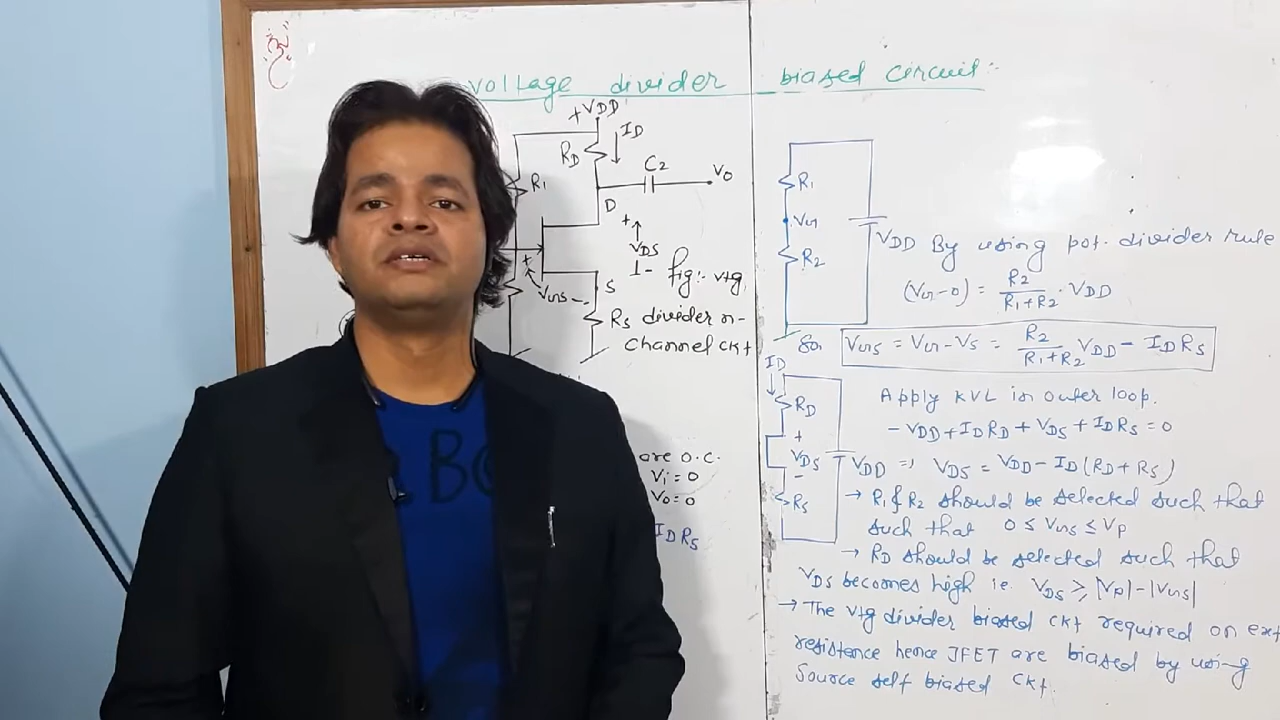 ॐ
voltage divider biased circuit:-
+VDD
ID
RD
R1
C2
Vo
D
+
VDS
-
+
VGS -
S
RS
fig:- vtg
divider n-
channel ckt
are o.c.
Vi = 0
Vo = 0
IDRS
R1
VG
R2
VDD
By using pot. divider rule
(VG-0) = R2/R1+R2 . VDD
So, VGS = VG-VS = R2/R1+R2 VDD - IDRS
ID
RD
+
VDS
-
RS
VDD
Apply KVL in outer loop.
-VDD+IDRD+VDS+IDRS=0
=> VDS = VDD-ID(RD+RS)
→ R1 & R2 should be selected such that
such that 0 ≤ VGS ≤ VP
→ RD should be selected such that
VDS becomes high ie. VDS ≥ |VP|-|VGS|
→ The vtg divider biased ckt required on ext
resistance hence JFET are biased by using
Source self biased ckt.
B